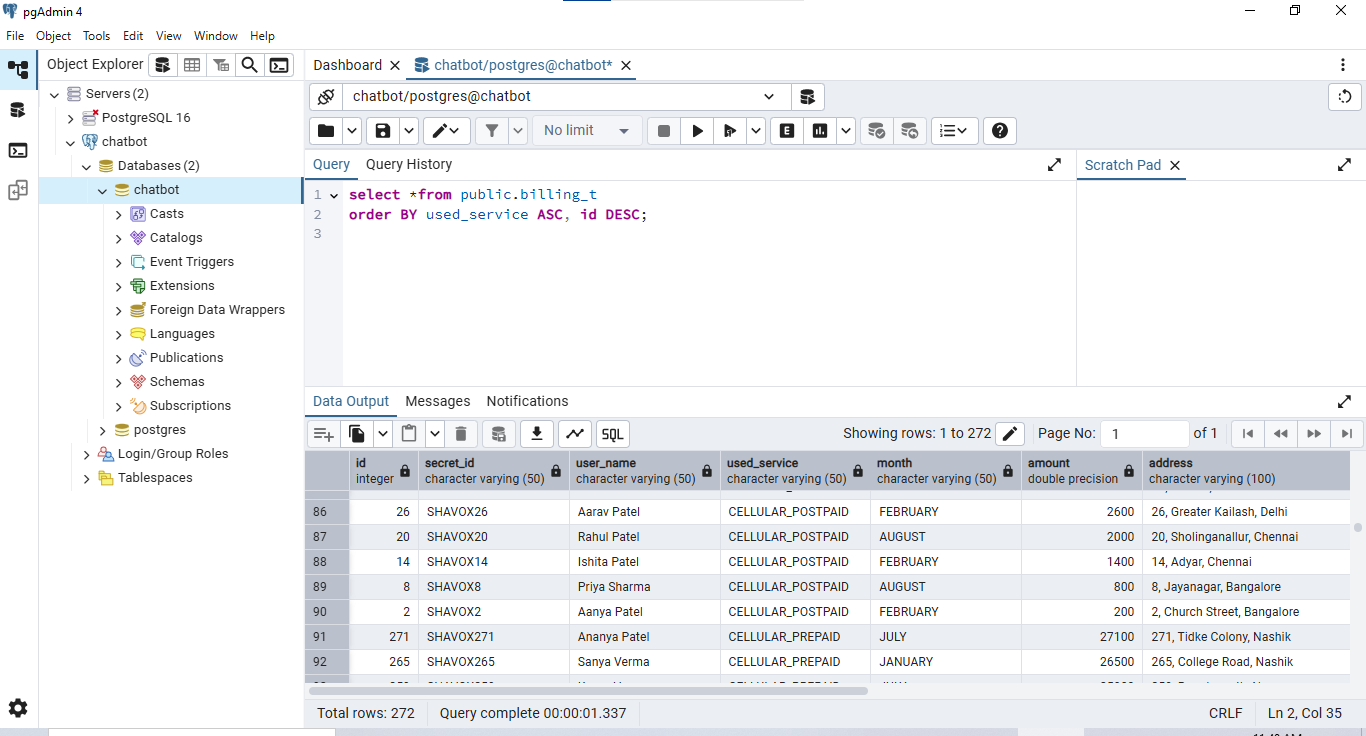 pgAdmin 4
File Object Tools Edit View Window Help
Object Explorer
Servers (2)
PostgreSQL 16
chatbot
Databases (2)
chatbot
Casts
Catalogs
Event Triggers
Extensions
Foreign Data Wrappers
Languages
Publications
Schemas
Subscriptions
postgres
Login/Group Roles
Tablespaces
Dashboard chatbot/postgres@chatbot*
chatbot/postgres@chatbot
No limit E
Query Query History Scratch Pad
1 select *from public.billing_t
2 order BY used_service ASC, id DESC;
3
Data Output Messages Notifications
SQL Showing rows: 1 to 272 Page No: 1 of 1
id secret_id user_name used_service month amount address
integer character varying (50) character varying (50) character varying (50) character varying (50) double precision character varying (100)
86 26 SHAVOX26 Aarav Patel CELLULAR_POSTPAID FEBRUARY 2600 26, Greater Kailash, Delhi
87 20 SHAVOX20 Rahul Patel CELLULAR_POSTPAID AUGUST 2000 20, Sholinganallur, Chennai
88 14 SHAVOX14 Ishita Patel CELLULAR_POSTPAID FEBRUARY 1400 14, Adyar, Chennai
89 8 SHAVOX8 Priya Sharma CELLULAR_POSTPAID AUGUST 800 8, Jayanagar, Bangalore
90 2 SHAVOX2 Aanya Patel CELLULAR_POSTPAID FEBRUARY 200 2, Church Street, Bangalore
91 271 SHAVOX271 Ananya Patel CELLULAR_PREPAID JULY 27100 271, Tidke Colony, Nashik
92 265 SHAVOX265 Sanya Verma CELLULAR_PREPAID JANUARY 26500 265, College Road, Nashik
Total rows: 272 Query complete 00:00:01.337 CRLF Ln 2, Col 35